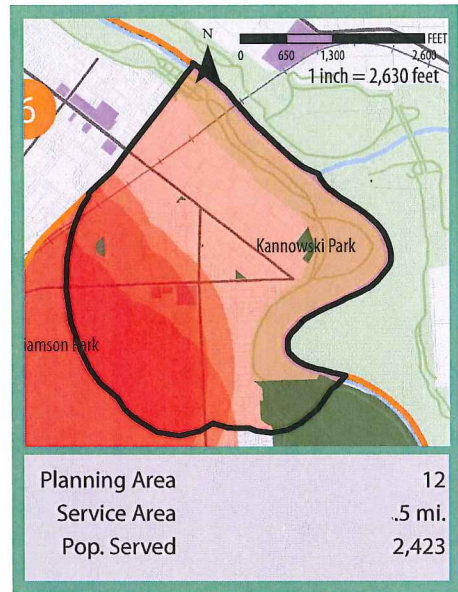 N
FEET
0 650 1,300 2,600
1 inch = 2,630 feet
6
Kannowski Park
iamson Park
Planning Area 12
Service Area .5 mi.
Pop. Served 2,423